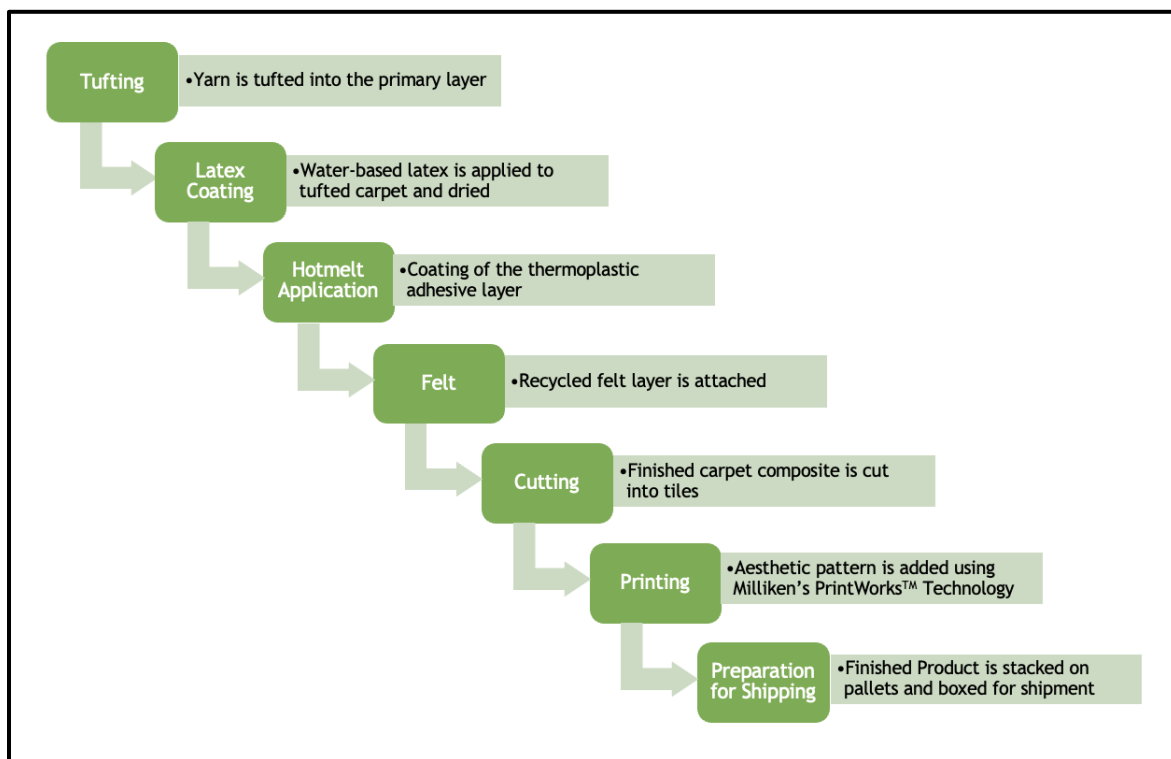 Tufting
•Yarn is tufted into the primary layer
Latex
Coating
•Water-based latex is applied to
tufted carpet and dried
Hotmelt
Application
•Coating of the thermoplastic
adhesive layer
Felt
•Recycled felt layer is attached
Cutting
•Finished carpet composite is cut
into tiles
Printing
•Aesthetic pattern is added using
Milliken’s PrintWorks™ Technology
Preparation
for Shipping
•Finished Product is stacked on
pallets and boxed for shipment